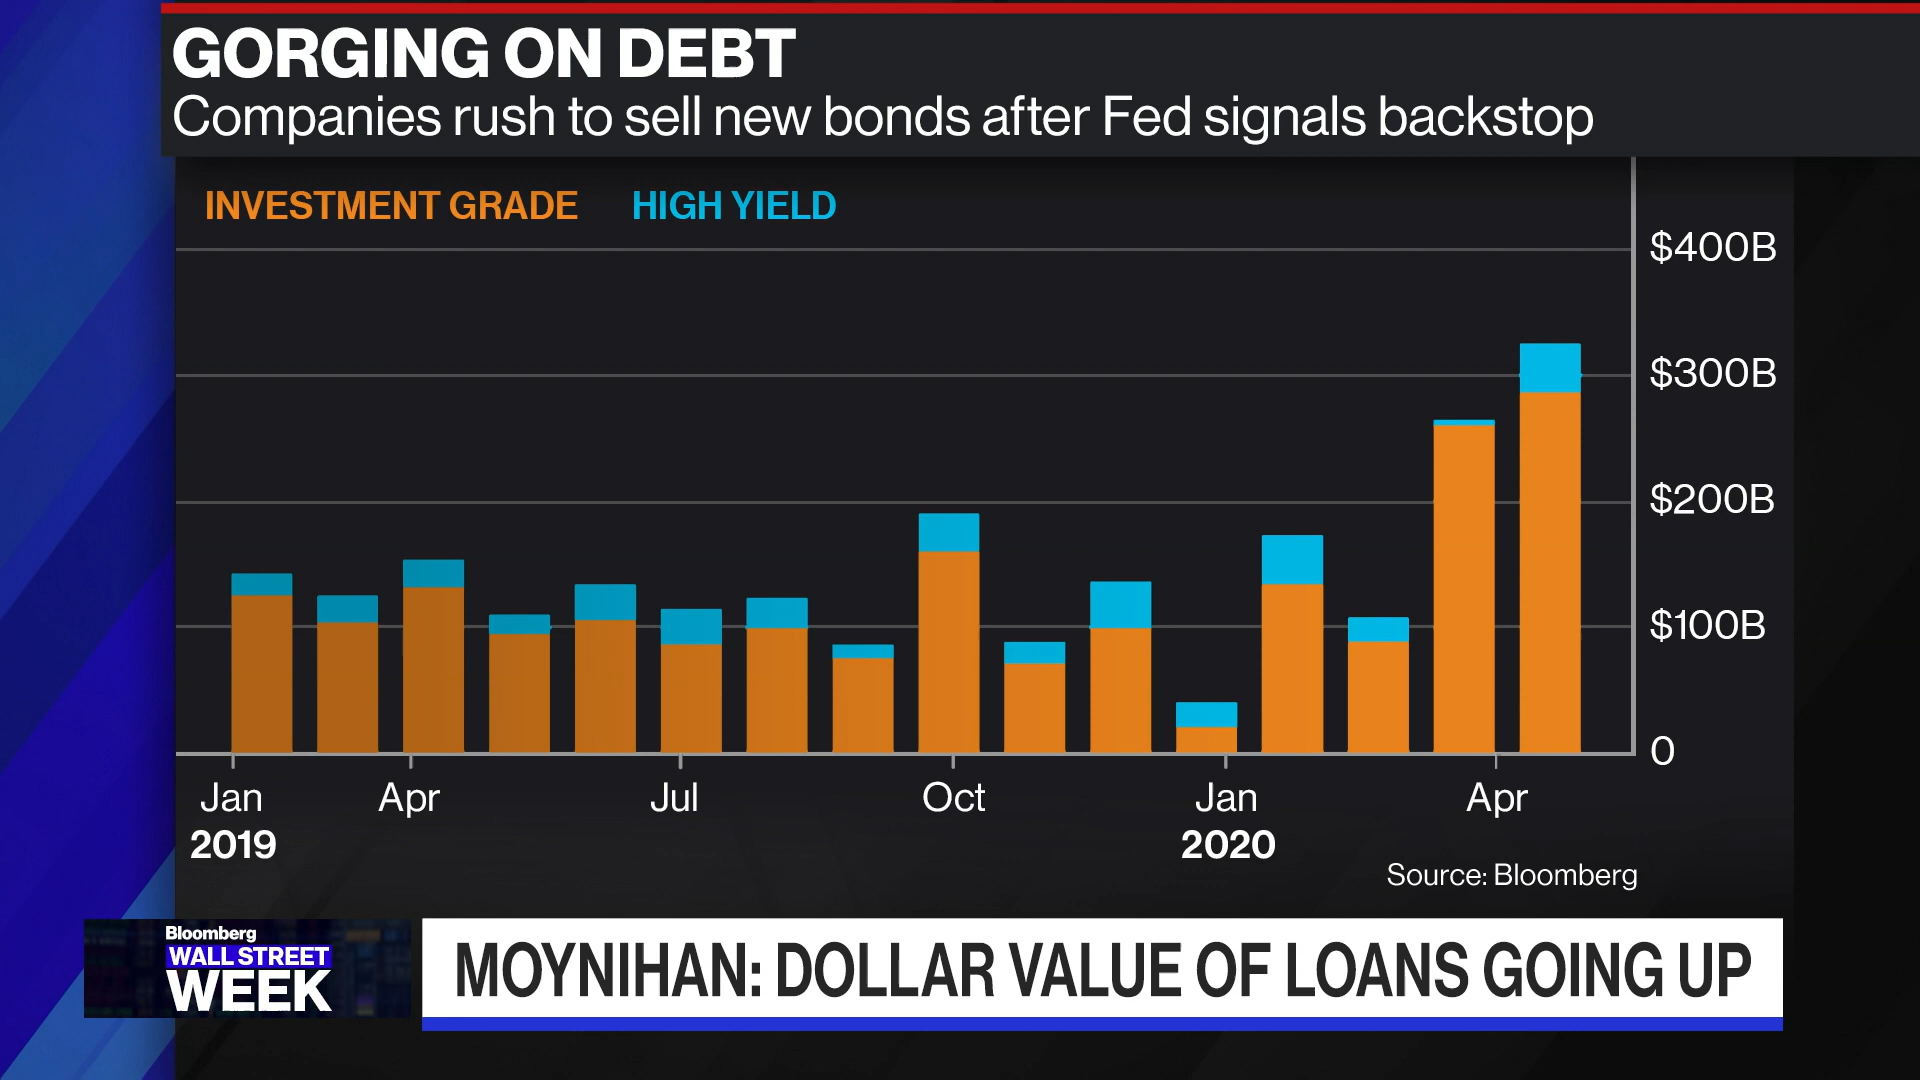 GORGING ON DEBT
Companies rush to sell new bonds after Fed signals backstop
INVESTMENT GRADE HIGH YIELD
$400B
$300B
$200B
$100B
0
Jan Apr Jul Oct Jan Apr
2019 2020
Source: Bloomberg
Bloomberg
WALL STREET
WEEK
MOYNIHAN: DOLLAR VALUE OF LOANS GOING UP